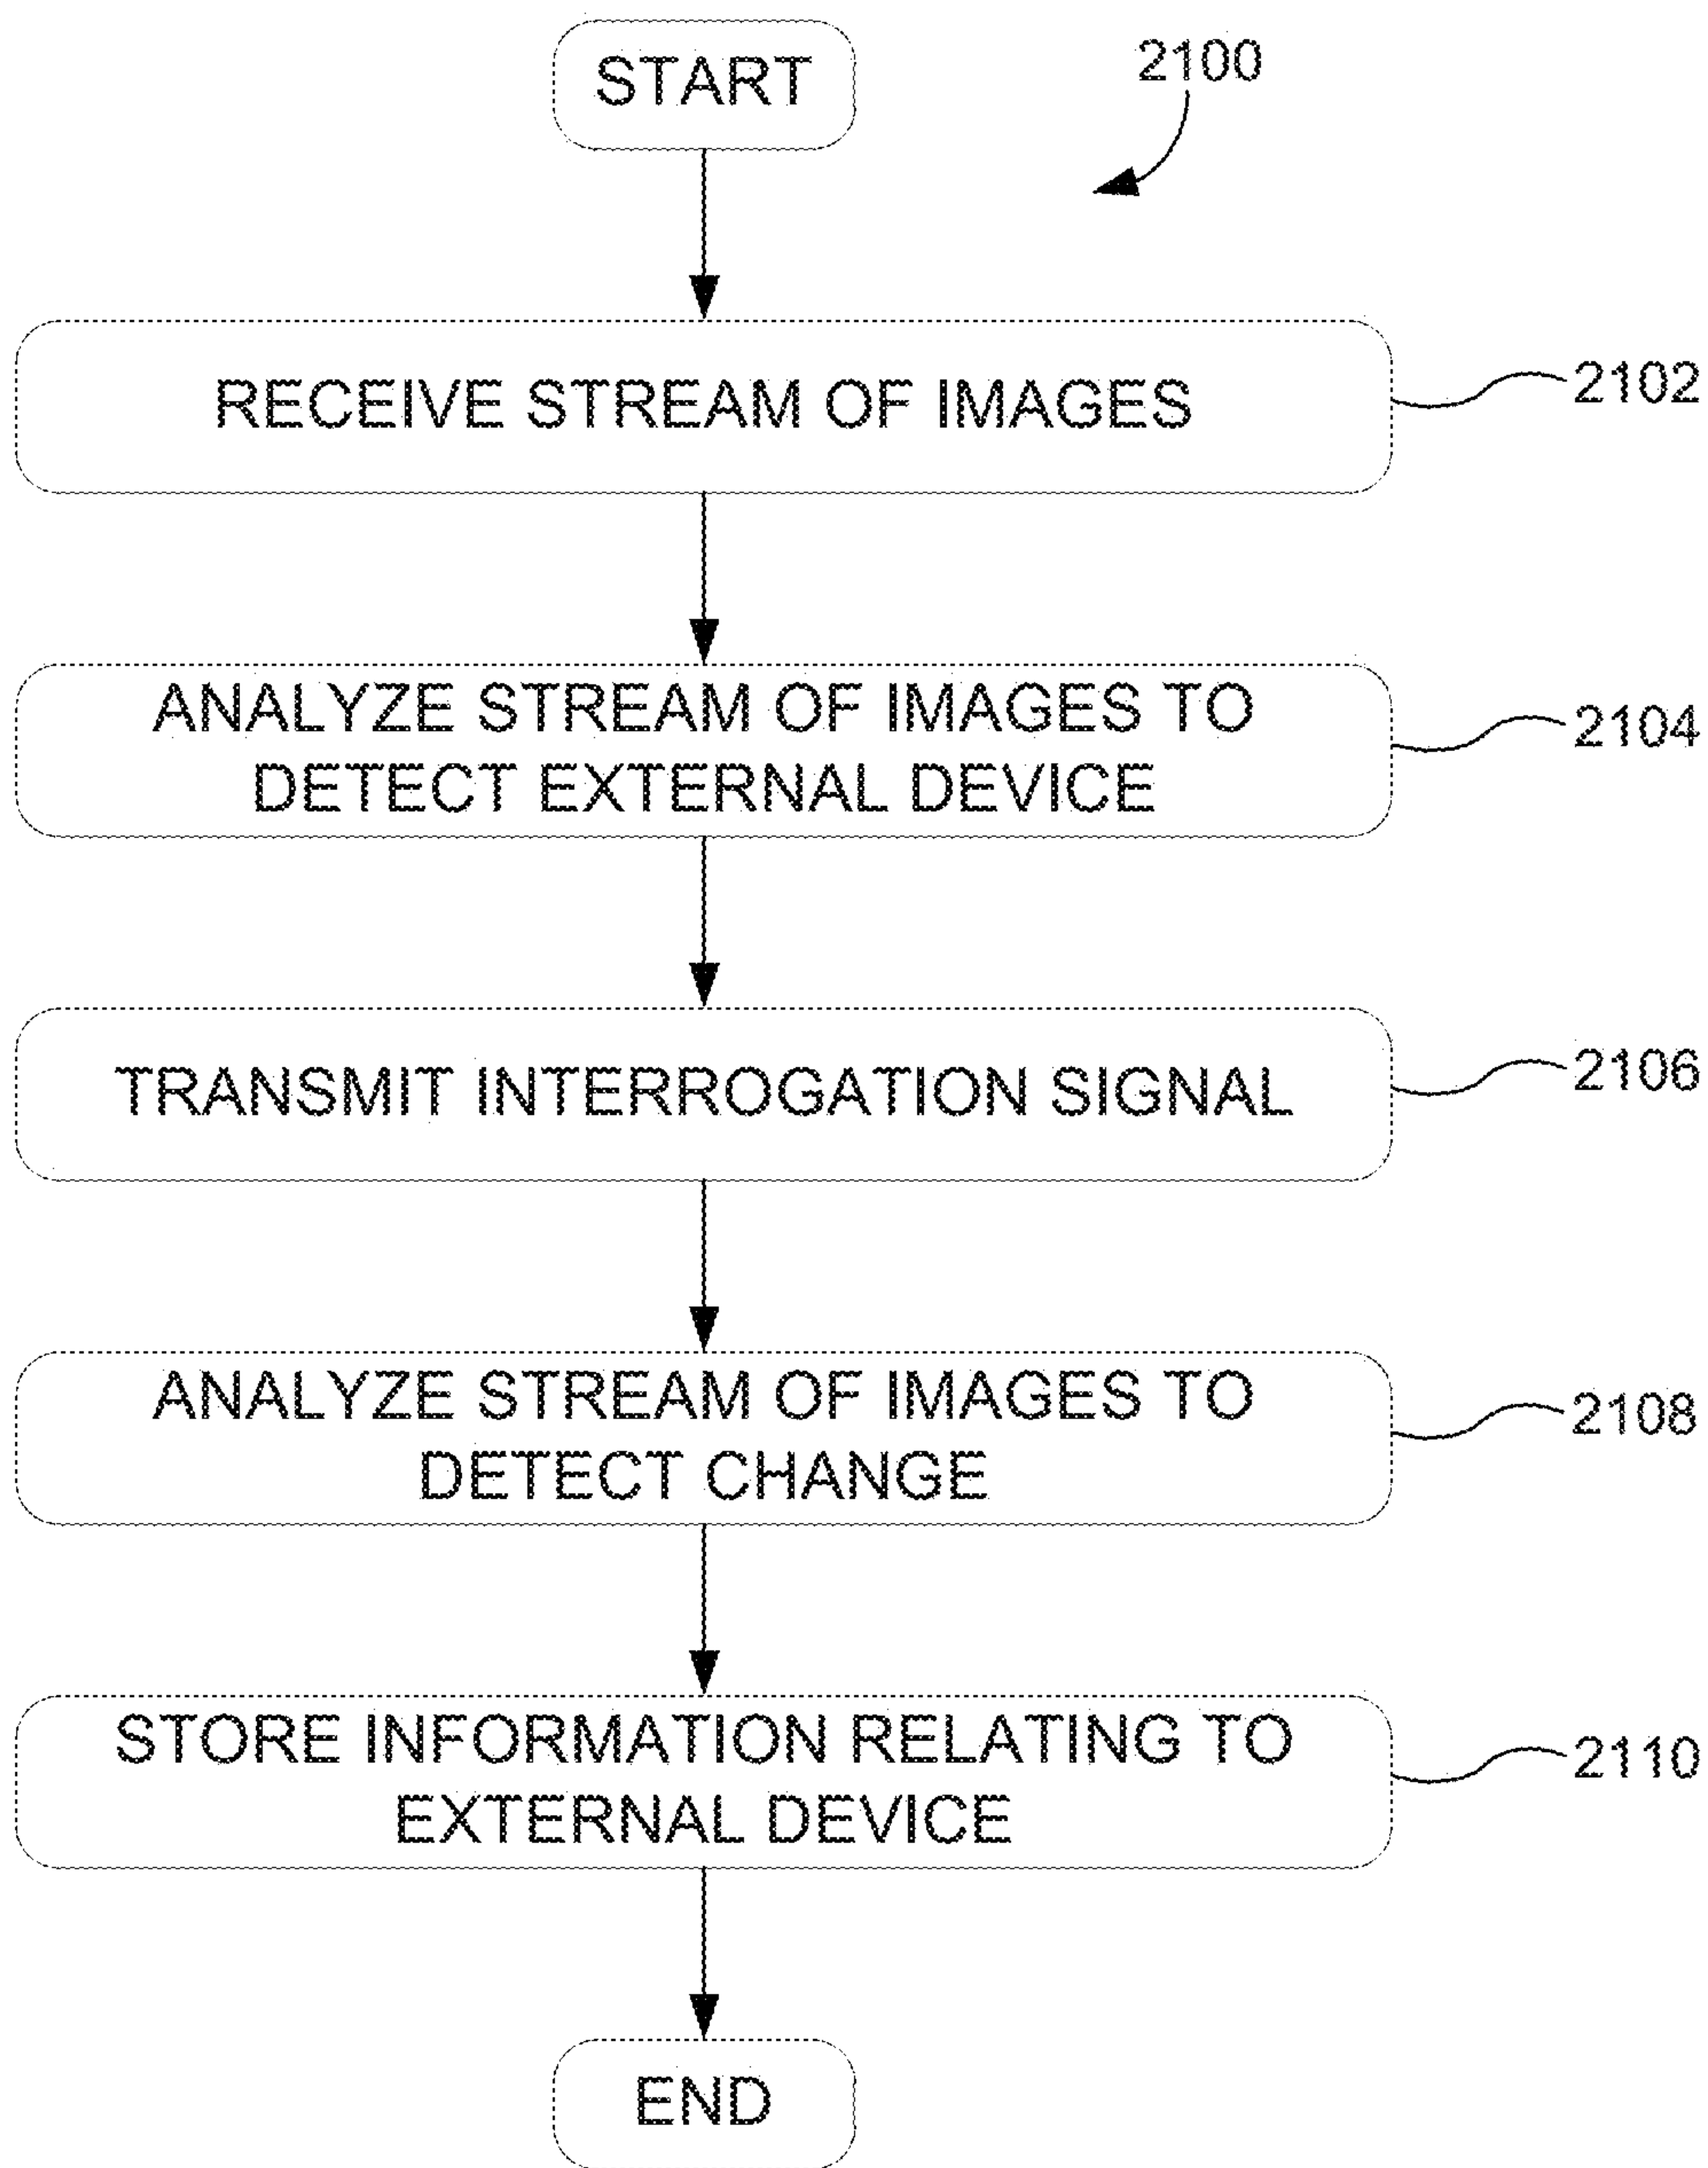 START
2100
RECEIVE STREAM OF IMAGES
2102
ANALYZE STREAM OF IMAGES TO
DETECT EXTERNAL DEVICE
2104
TRANSMIT INTERROGATION SIGNAL
2106
ANALYZE STREAM OF IMAGES TO
DETECT CHANGE
2108
STORE INFORMATION RELATING TO
EXTERNAL DEVICE
2110
END